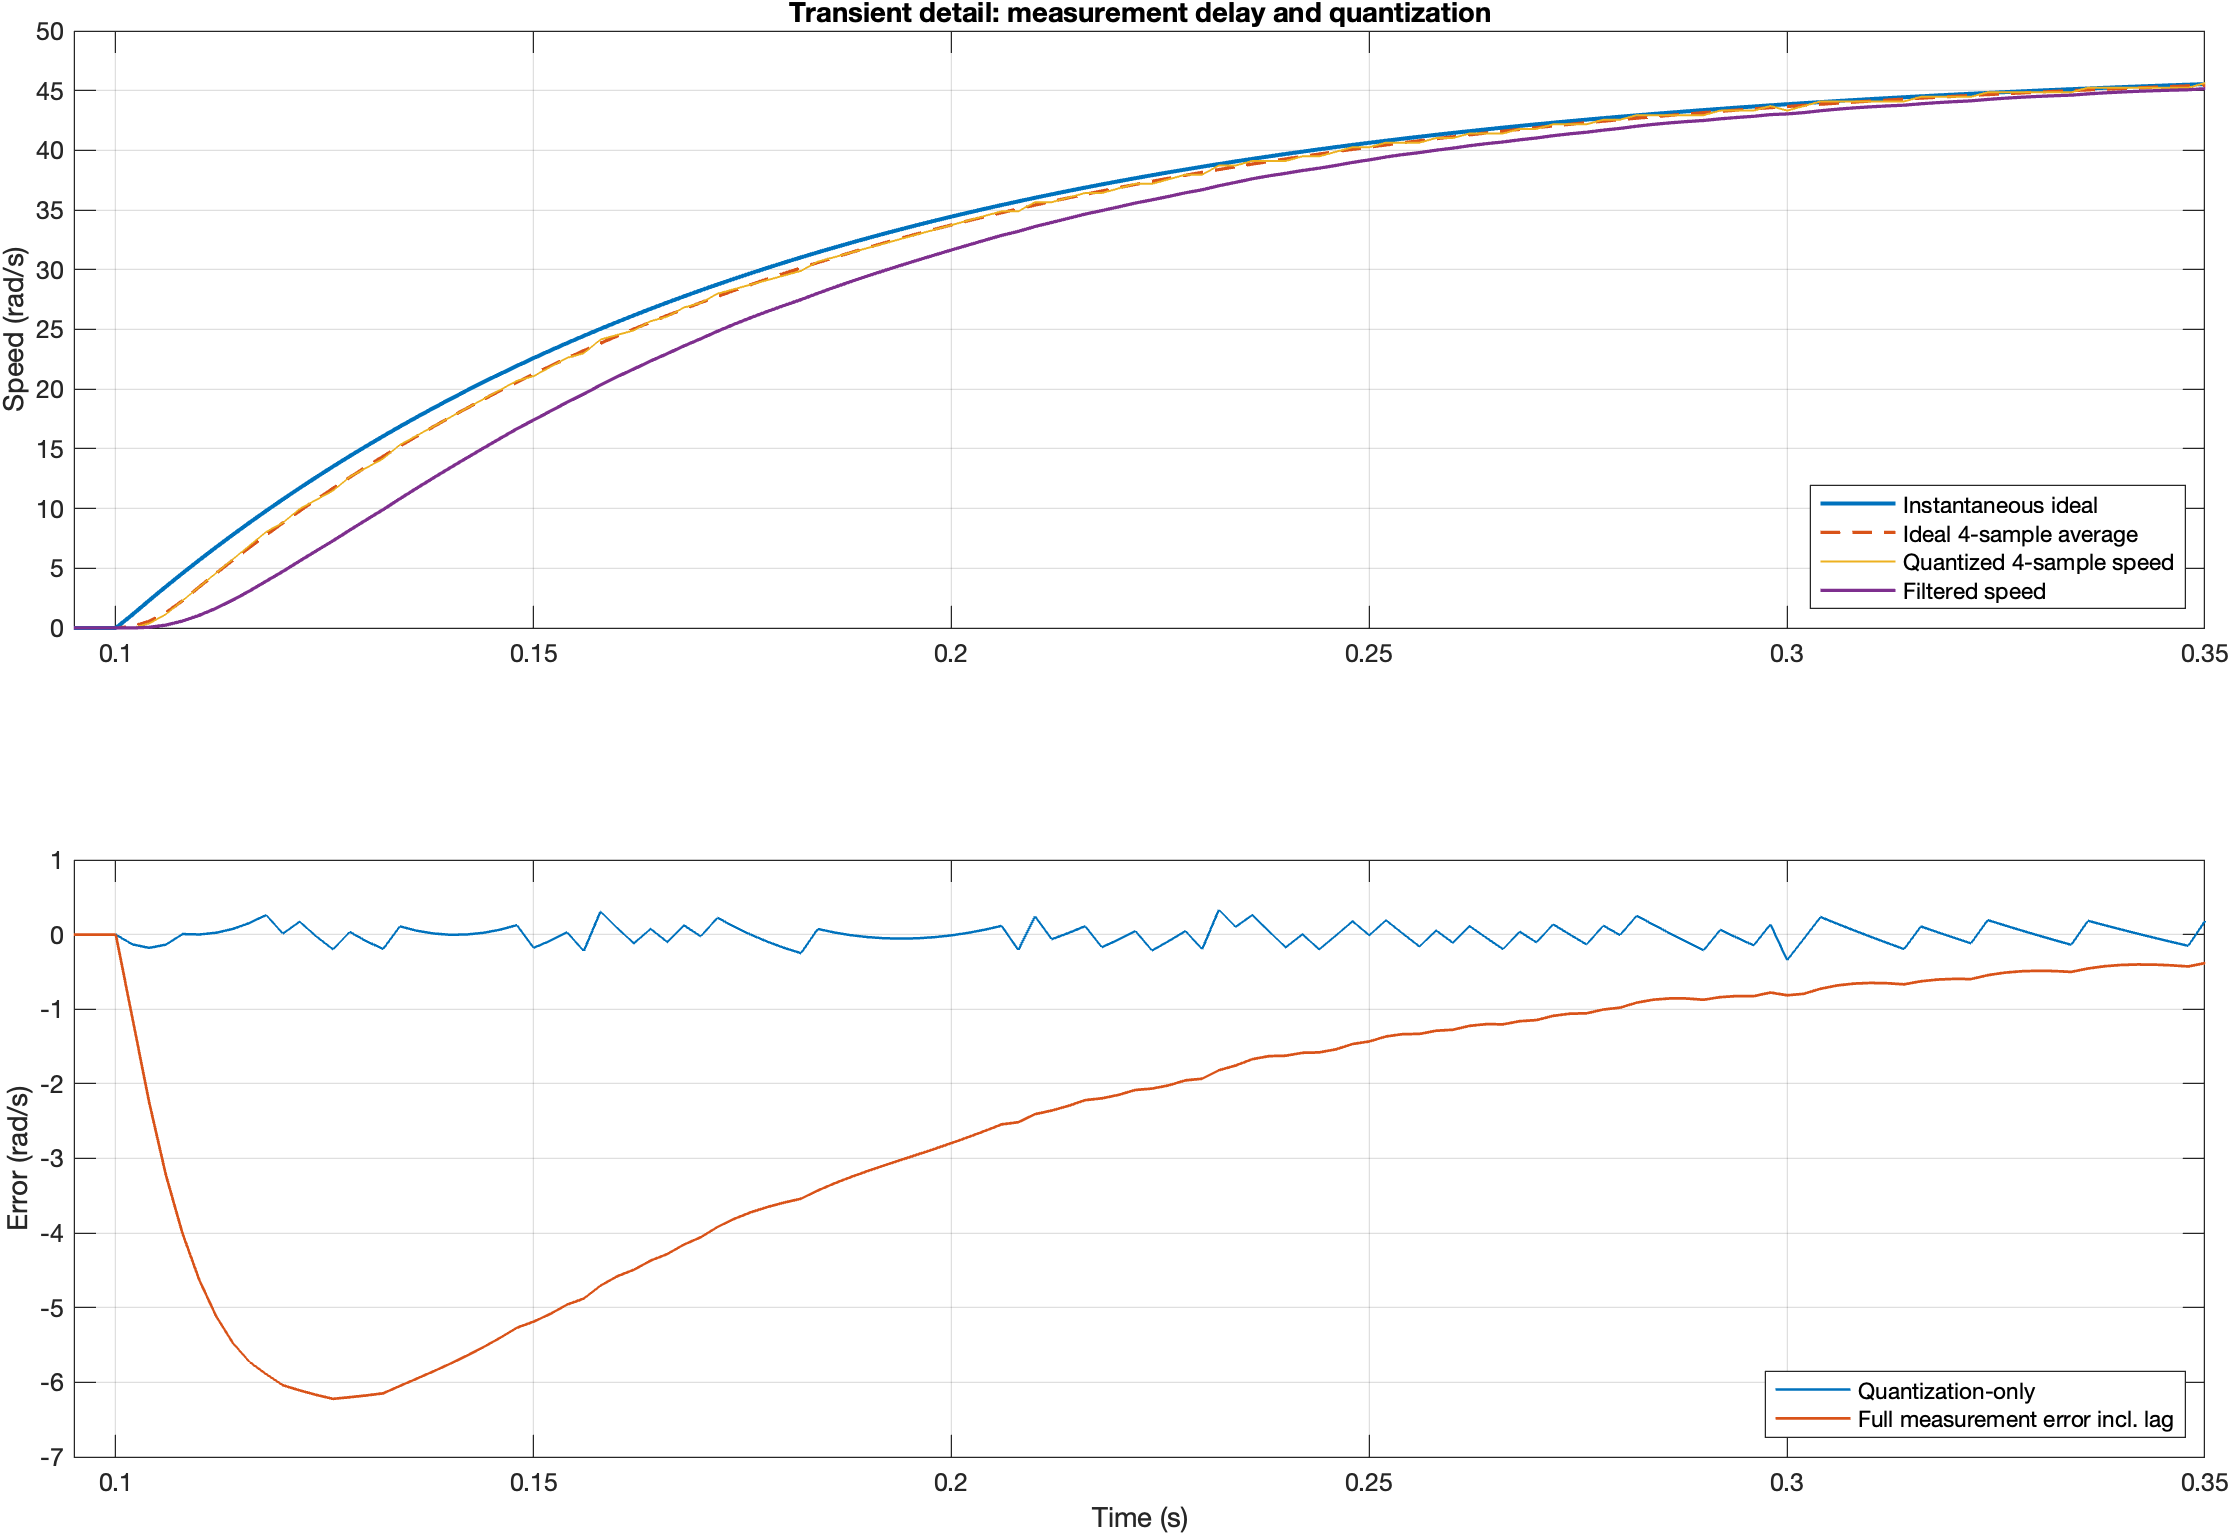 Transient detail: measurement delay and quantization
50
45
40
35
30
25
20
15
10
5
0
Speed (rad/s)
0.1 0.15 0.2 0.25 0.3 0.35
Instantaneous ideal
Ideal 4-sample average
Quantized 4-sample speed
Filtered speed
1
0
-1
-2
-3
-4
-5
-6
-7
Error (rad/s)
0.1 0.15 0.2 0.25 0.3 0.35
Time (s)
Quantization-only
Full measurement error incl. lag